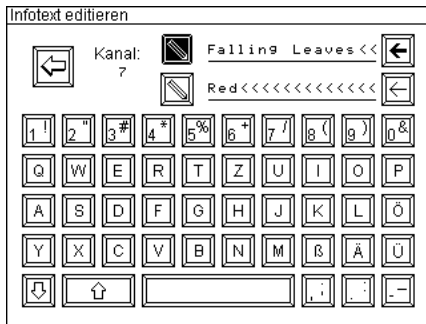 Infotext editieren
Kanal: Falling Leaves<<
7
Red<<<<<<<<<<<<<
1 ! 2 " 3 # 4 * 5 % 6 + 7 / 8 ( 9 ) 0 &
Q W E R T Z U I O P
A S D F G H J K L Ö
Y X C V B N M ß Ä Ü
, ; . : - _